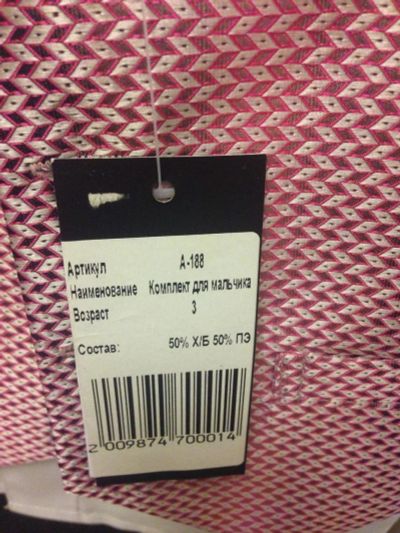 Артикул А-188
Наименование Комплект для мальчика
Возраст 3
Состав: 50% Х/Б 50% ПЭ
2 009874 700014